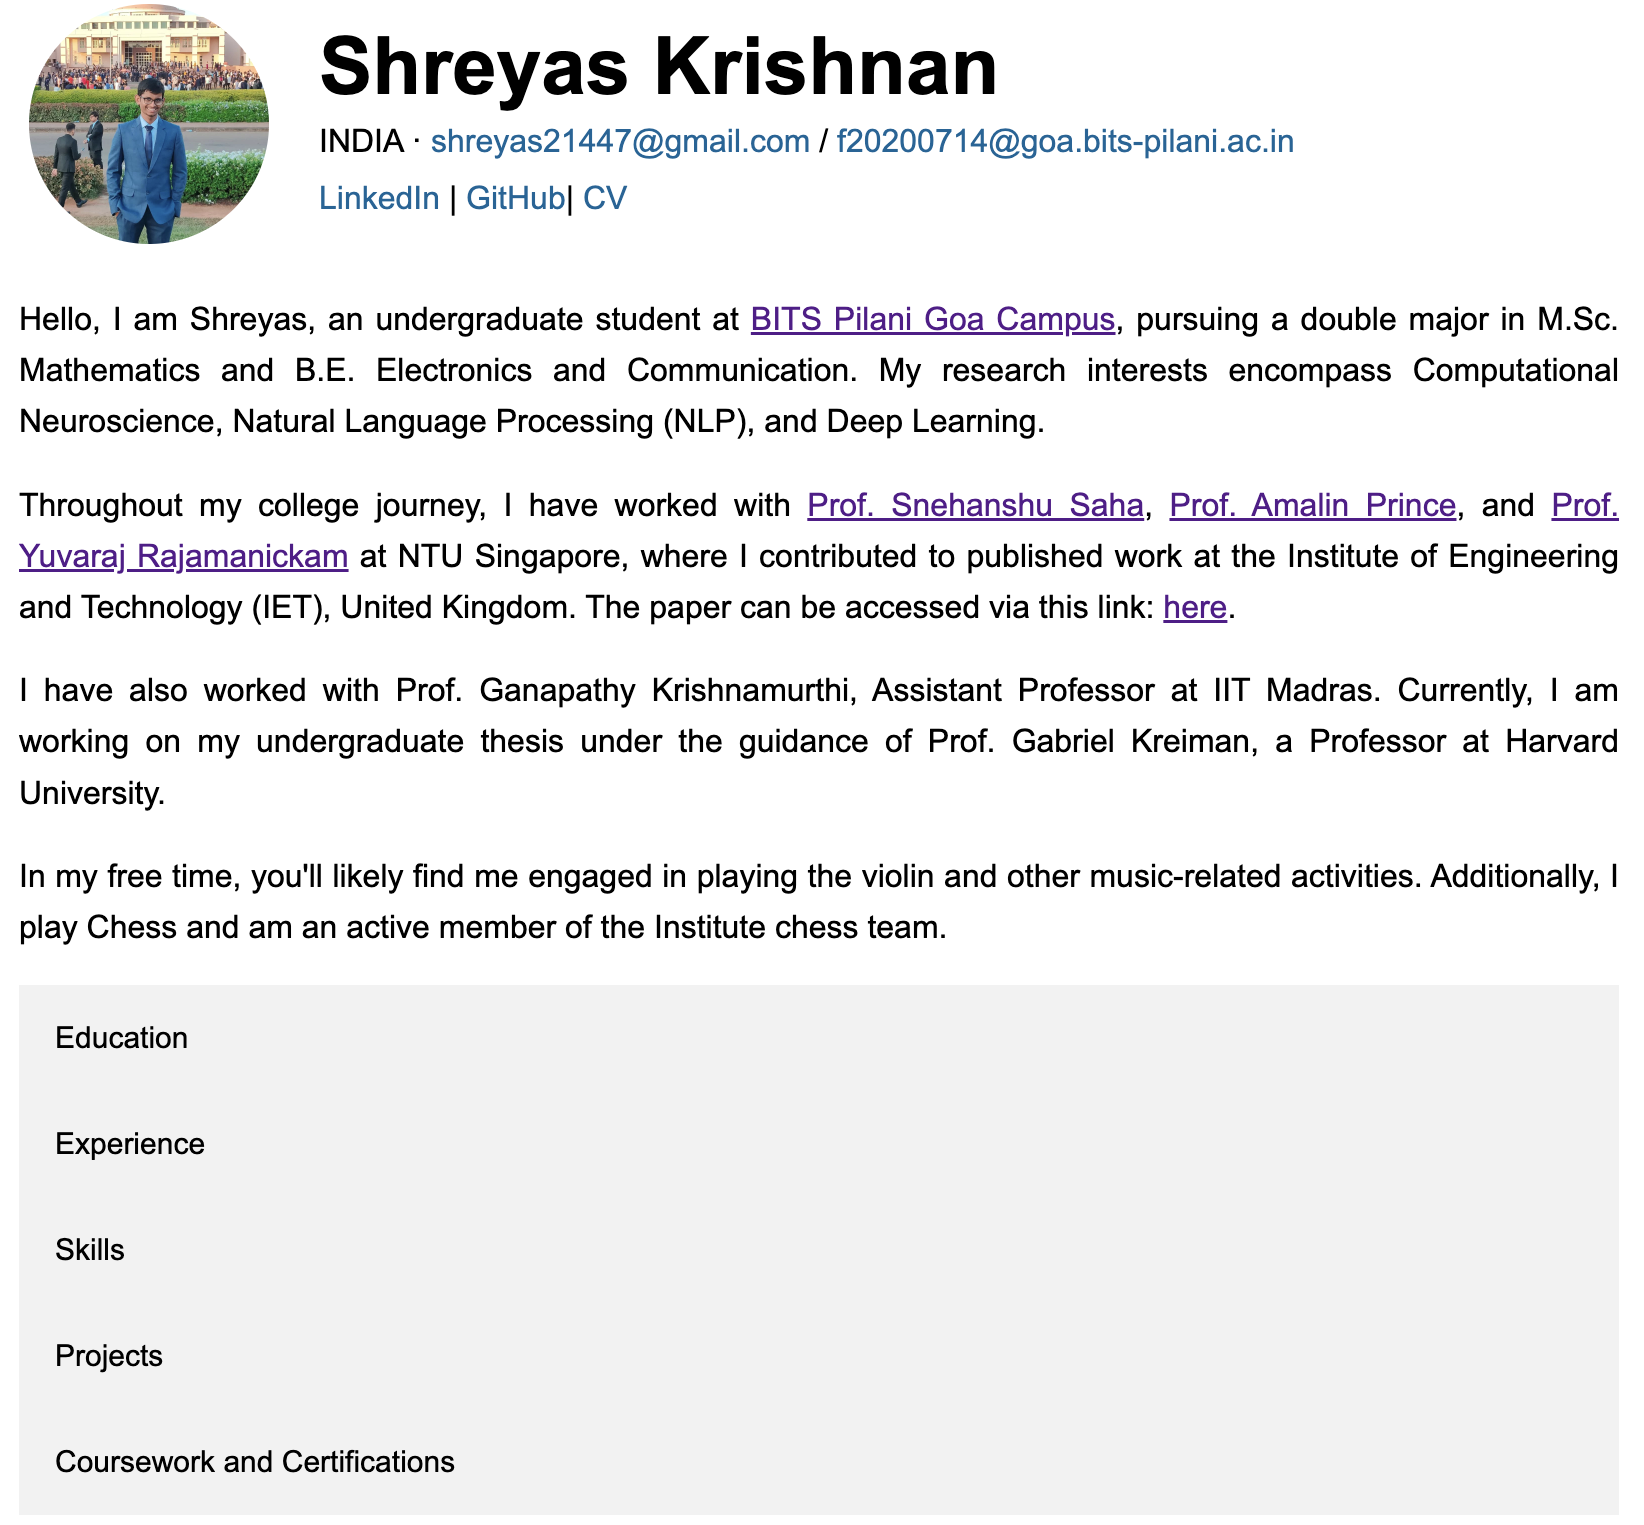 Shreyas Krishnan
INDIA · shreyas21447@gmail.com / f20200714@goa.bits-pilani.ac.in
LinkedIn | GitHub| CV
Hello, I am Shreyas, an undergraduate student at BITS Pilani Goa Campus, pursuing a double major in M.Sc.
Mathematics and B.E. Electronics and Communication. My research interests encompass Computational
Neuroscience, Natural Language Processing (NLP), and Deep Learning.
Throughout my college journey, I have worked with Prof. Snehanshu Saha, Prof. Amalin Prince, and Prof.
Yuvaraj Rajamanickam at NTU Singapore, where I contributed to published work at the Institute of Engineering
and Technology (IET), United Kingdom. The paper can be accessed via this link: here.
I have also worked with Prof. Ganapathy Krishnamurthi, Assistant Professor at IIT Madras. Currently, I am
working on my undergraduate thesis under the guidance of Prof. Gabriel Kreiman, a Professor at Harvard
University.
In my free time, you'll likely find me engaged in playing the violin and other music-related activities. Additionally, I
play Chess and am an active member of the Institute chess team.
Education
Experience
Skills
Projects
Coursework and Certifications